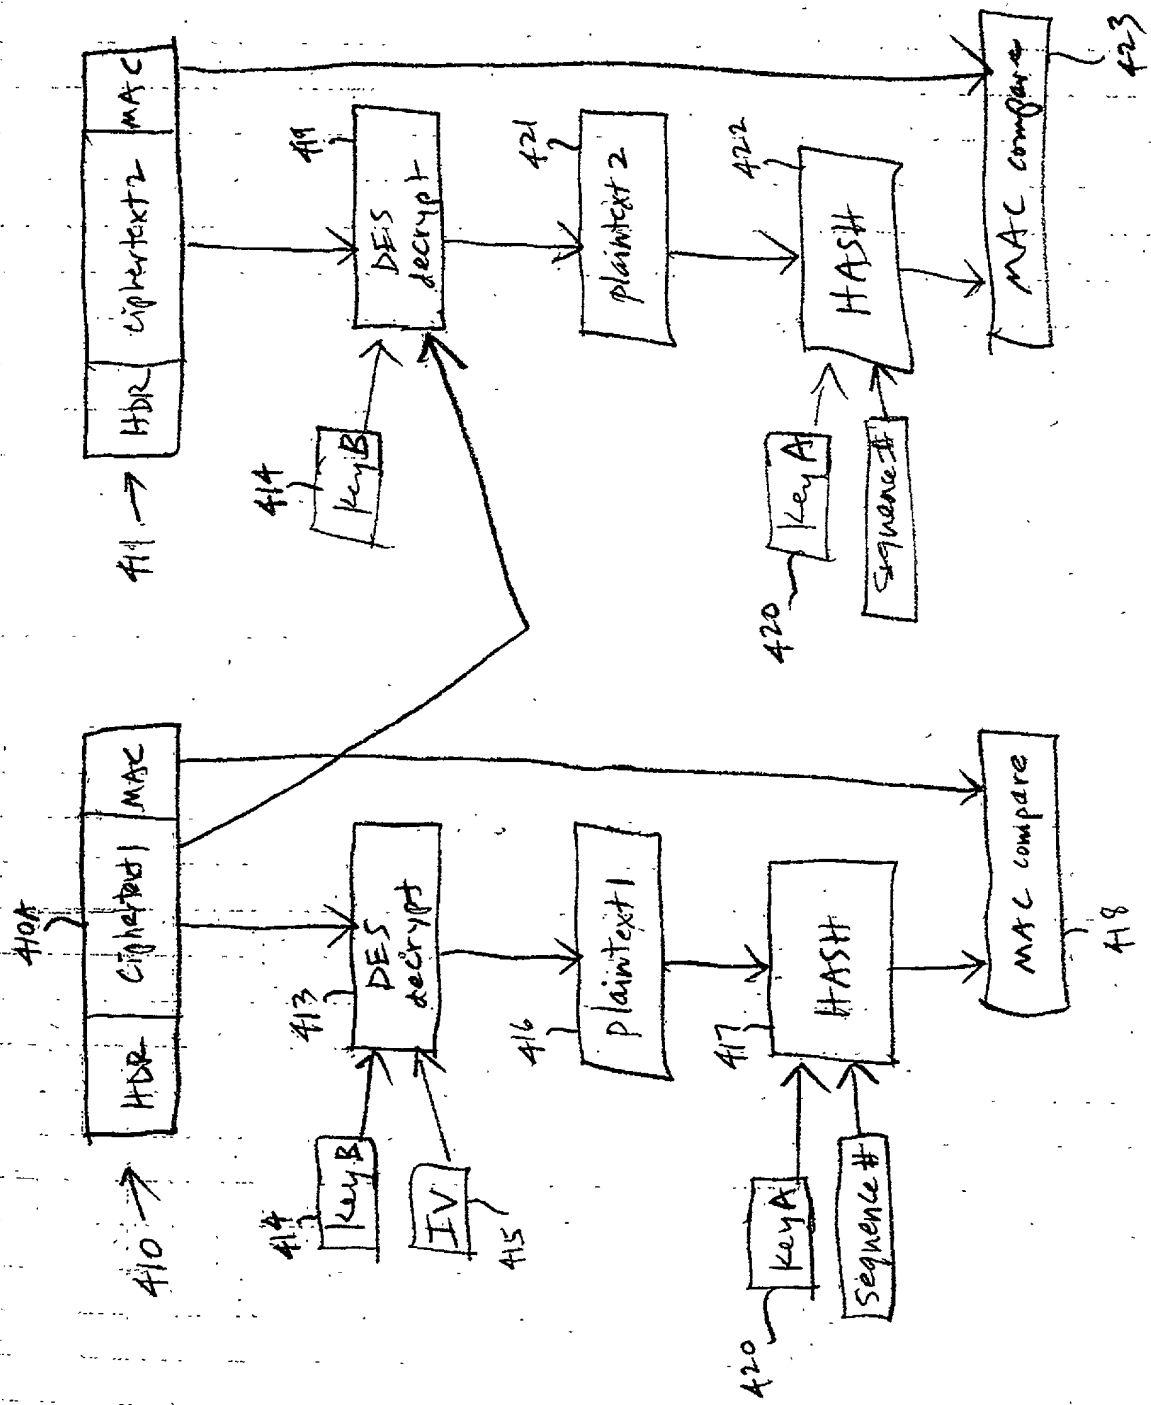 410
410A
HDR
Ciphertext1
MAC
414
KeyB
413
DES
decrypt
IV
415
416
plaintext1
417
HASH
420
KeyA
Sequence#
MAC compare
418
411
HDR
Ciphertext2
MAC
414
KeyB
419
DES
decrypt
421
plaintext2
422
HASH
420
KeyA
Sequence#
MAC compare
423